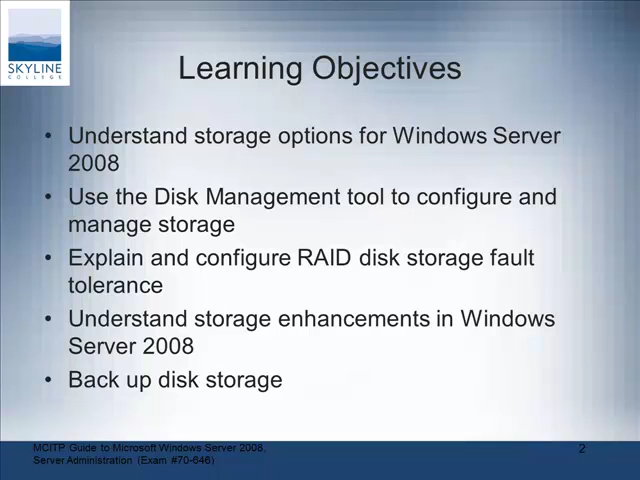 SKYLINE
COLLEGE
Learning Objectives
• Understand storage options for Windows Server
2008
• Use the Disk Management tool to configure and
manage storage
• Explain and configure RAID disk storage fault
tolerance
• Understand storage enhancements in Windows
Server 2008
• Back up disk storage
MCITP Guide to Microsoft Windows Server 2008,
Server Administration (Exam #70-646)
2